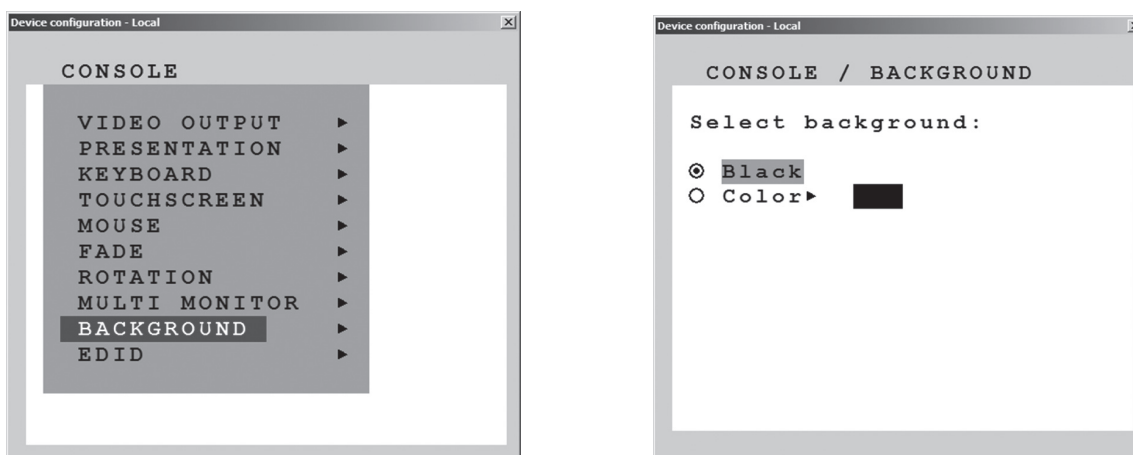 Device configuration - Local
CONSOLE
VIDEO OUTPUT
PRESENTATION
KEYBOARD
TOUCHSCREEN
MOUSE
FADE
ROTATION
MULTI MONITOR
BACKGROUND
EDID
Device configuration - Local
CONSOLE / BACKGROUND
Select background:
Black
Color